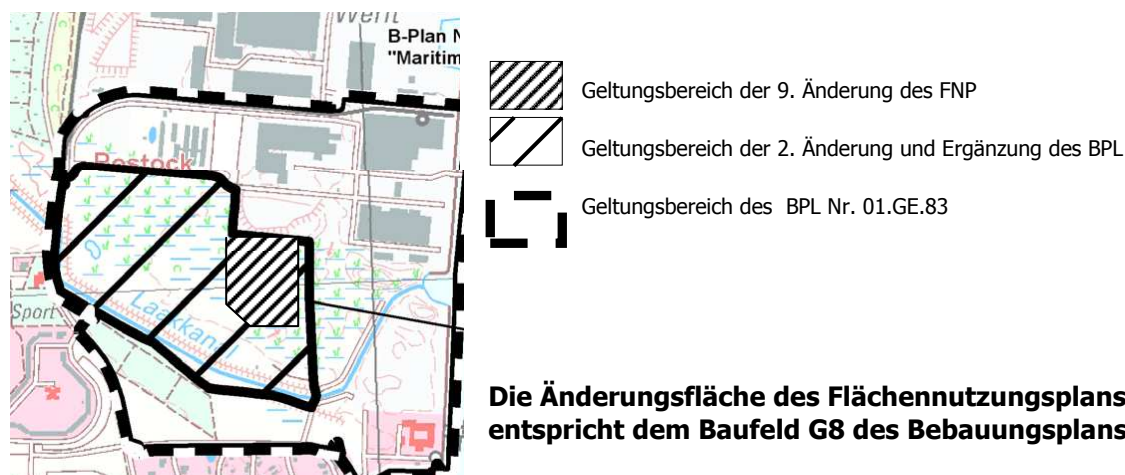 Werft
B-Plan N
"Maritim
Rostock
Laakkanal
Sport
Geltungsbereich der 9. Änderung des FNP
Geltungsbereich der 2. Änderung und Ergänzung des BPL
Geltungsbereich des BPL Nr. 01.GE.83
Die Änderungsfläche des Flächennutzungsplans
entspricht dem Baufeld G8 des Bebauungsplans